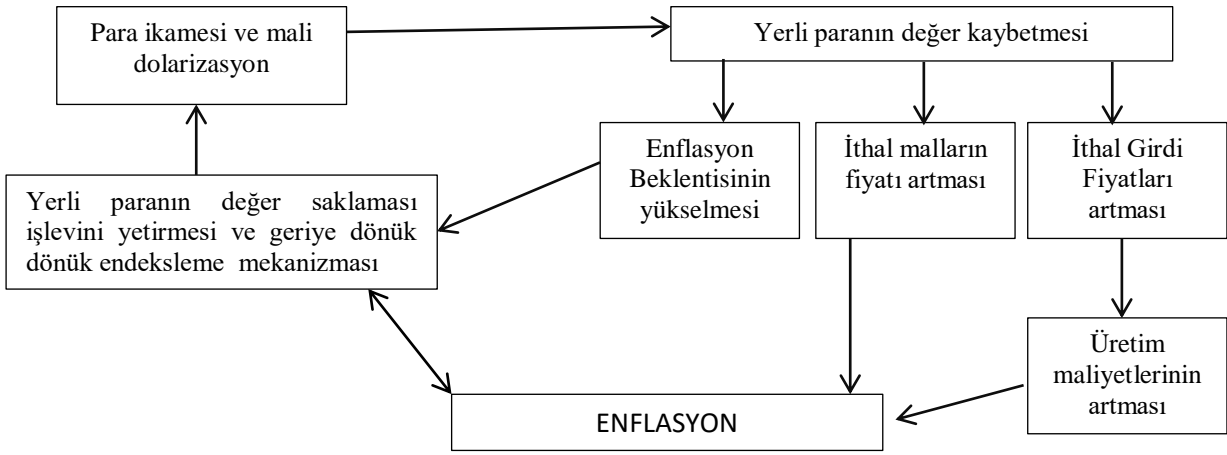 Para ikamesi ve mali
dolarizasyon
Yerli paranın değer kaybetmesi
Enflasyon
Beklentisinin
yükselmesi
İthal malların
fiyatı artması
İthal Girdi
Fiyatları
artması
Yerli paranın değer saklaması
işlevini yetirmesi ve geriye dönük
dönük endeksleme mekanizması
Üretim
maliyetlerinin
artması
ENFLASYON